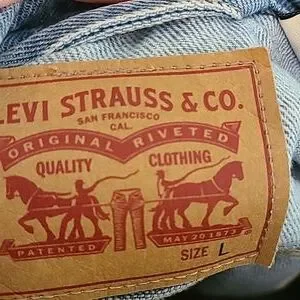 LEVI STRAUSS & CO.
SAN FRANCISCO
CAL.
ORIGINAL RIVETED
QUALITY CLOTHING
PATENTED MAY 20 1873
SIZE L